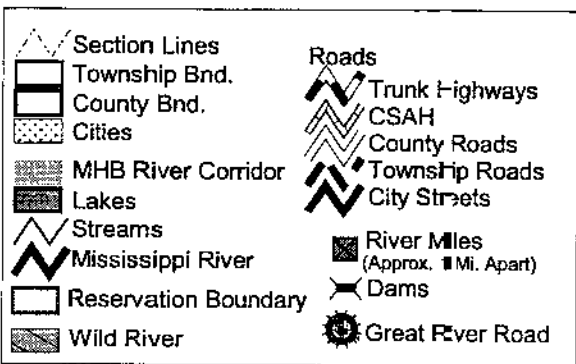 Section Lines
Township Bnd.
County Bnd.
Cities
MHB River Corridor
Lakes
Streams
Mississippi River
Reservation Boundary
Wild River
Roads
Trunk Highways
CSAH
County Roads
Township Roads
City Streets
River Miles
(Approx. 1 Mi. Apart)
Dams
Great River Road